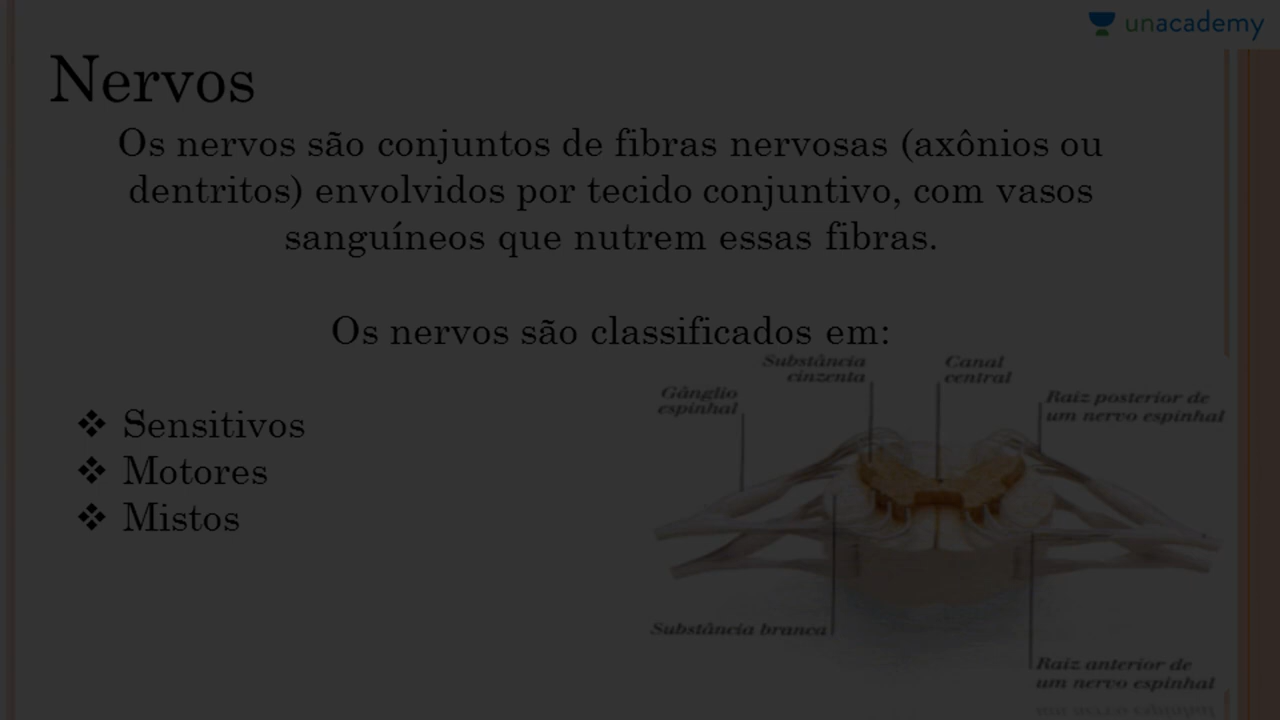 unacademy
Nervos
Os nervos são conjuntos de fibras nervosas (axônios ou
dentritos) envolvidos por tecido conjuntivo, com vasos
sanguíneos que nutrem essas fibras.
Os nervos são classificados em:
❖ Sensitivos
❖ Motores
❖ Mistos
Substância
cinzenta
Canal
central
Gânglio
espinhal
Raiz posterior de
um nervo espinhal
Substância branca
Raiz anterior de
um nervo espinhal